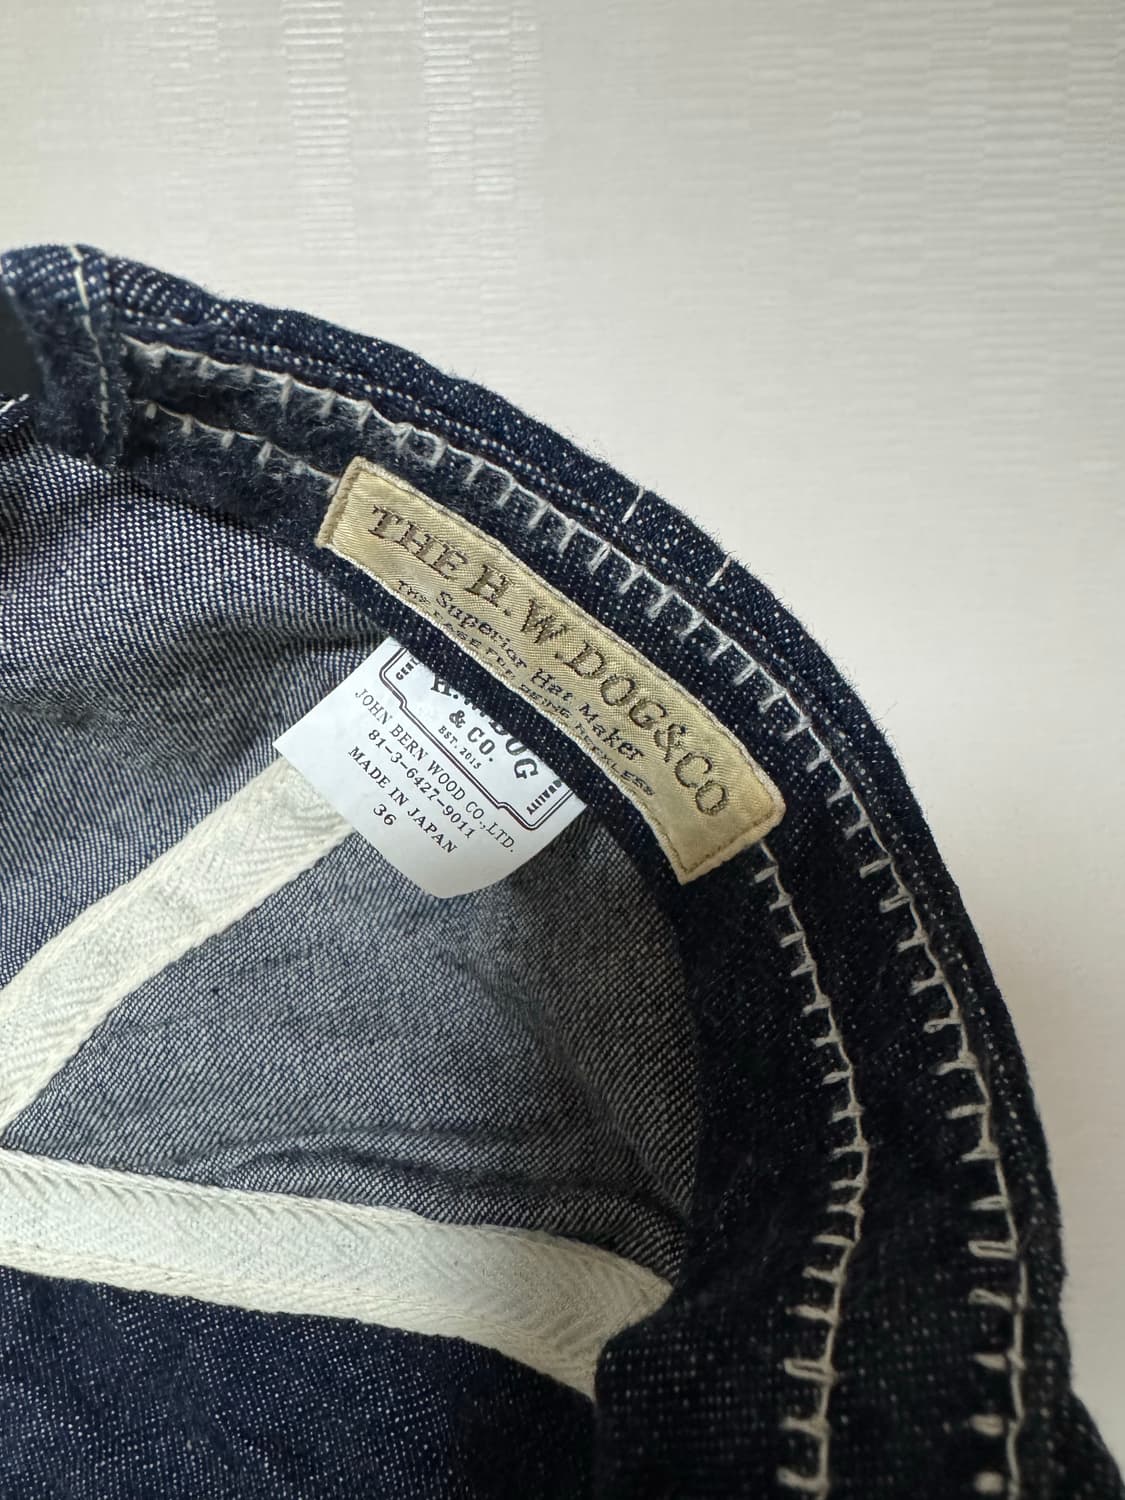 THE H.W.DOG&CO
Superior Hat Maker
& CO.
EST. 2015
JOHN BERN WOOD CO.,LTD.
81-3-6427-9011
MADE IN JAPAN
36